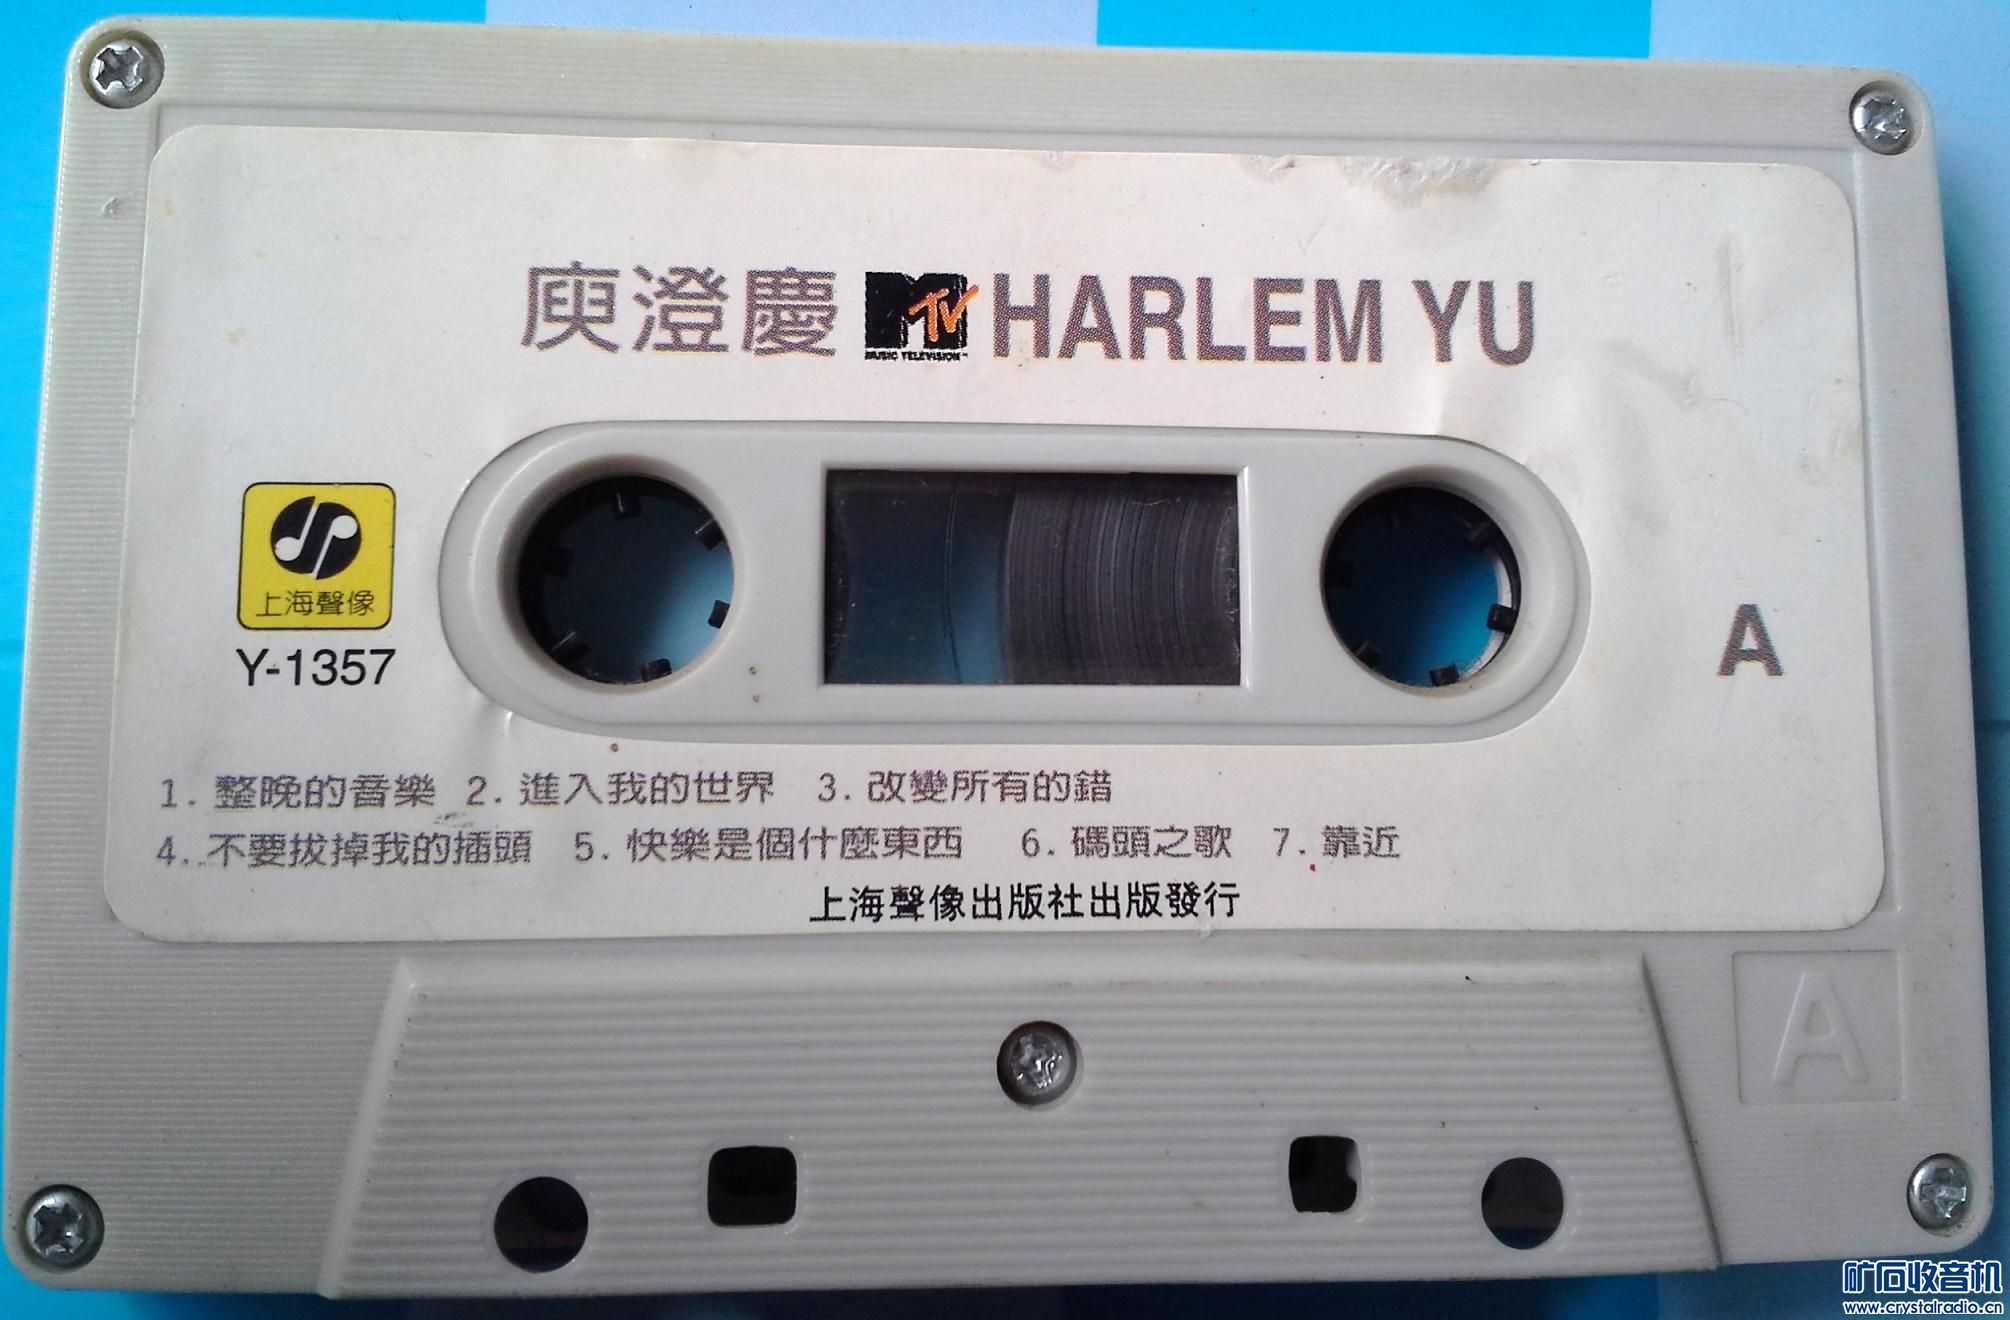 庾澄慶 MTV MUSIC TELEVISION™ HARLEM YU
上海聲像
Y-1357
A
1. 整晚的音樂 2. 進入我的世界 3. 改變所有的錯
4. 不要拔掉我的插頭 5. 快樂是個什麼東西 6. 碼頭之歌 7. 靠近
上海聲像出版社出版發行
A
矿石收音机
www.crystalradio.cn